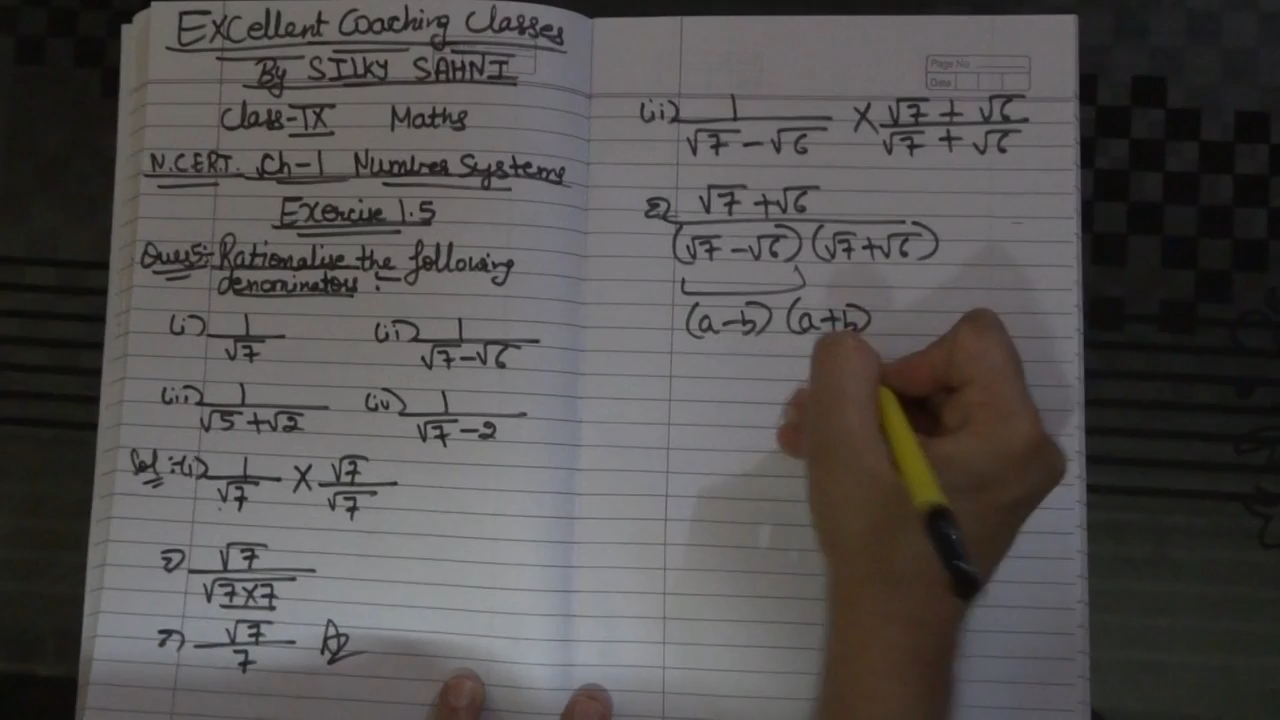 Excellent Coaching Classes
By SILKY SAHNI
Class-IX Maths
N.C.E.R.T. Ch-1 Number Systems
Exercise 1.5
Ques5:- Rationalise the following
denominators :-
(i) 1/√7 (ii) 1/(√7-√6)
(iii) 1/(√5+√2) (iv) 1/(√7-2)
Sol:-(i) 1/√7 × √7/√7
⇒ √7/√(7×7)
⇒ √7/7 A
Page No
Date
(ii) 1/(√7-√6) × (√7+√6)/(√7+√6)
⇒ (√7+√6)/((√7-√6)(√7+√6))
(a-b) (a+b)